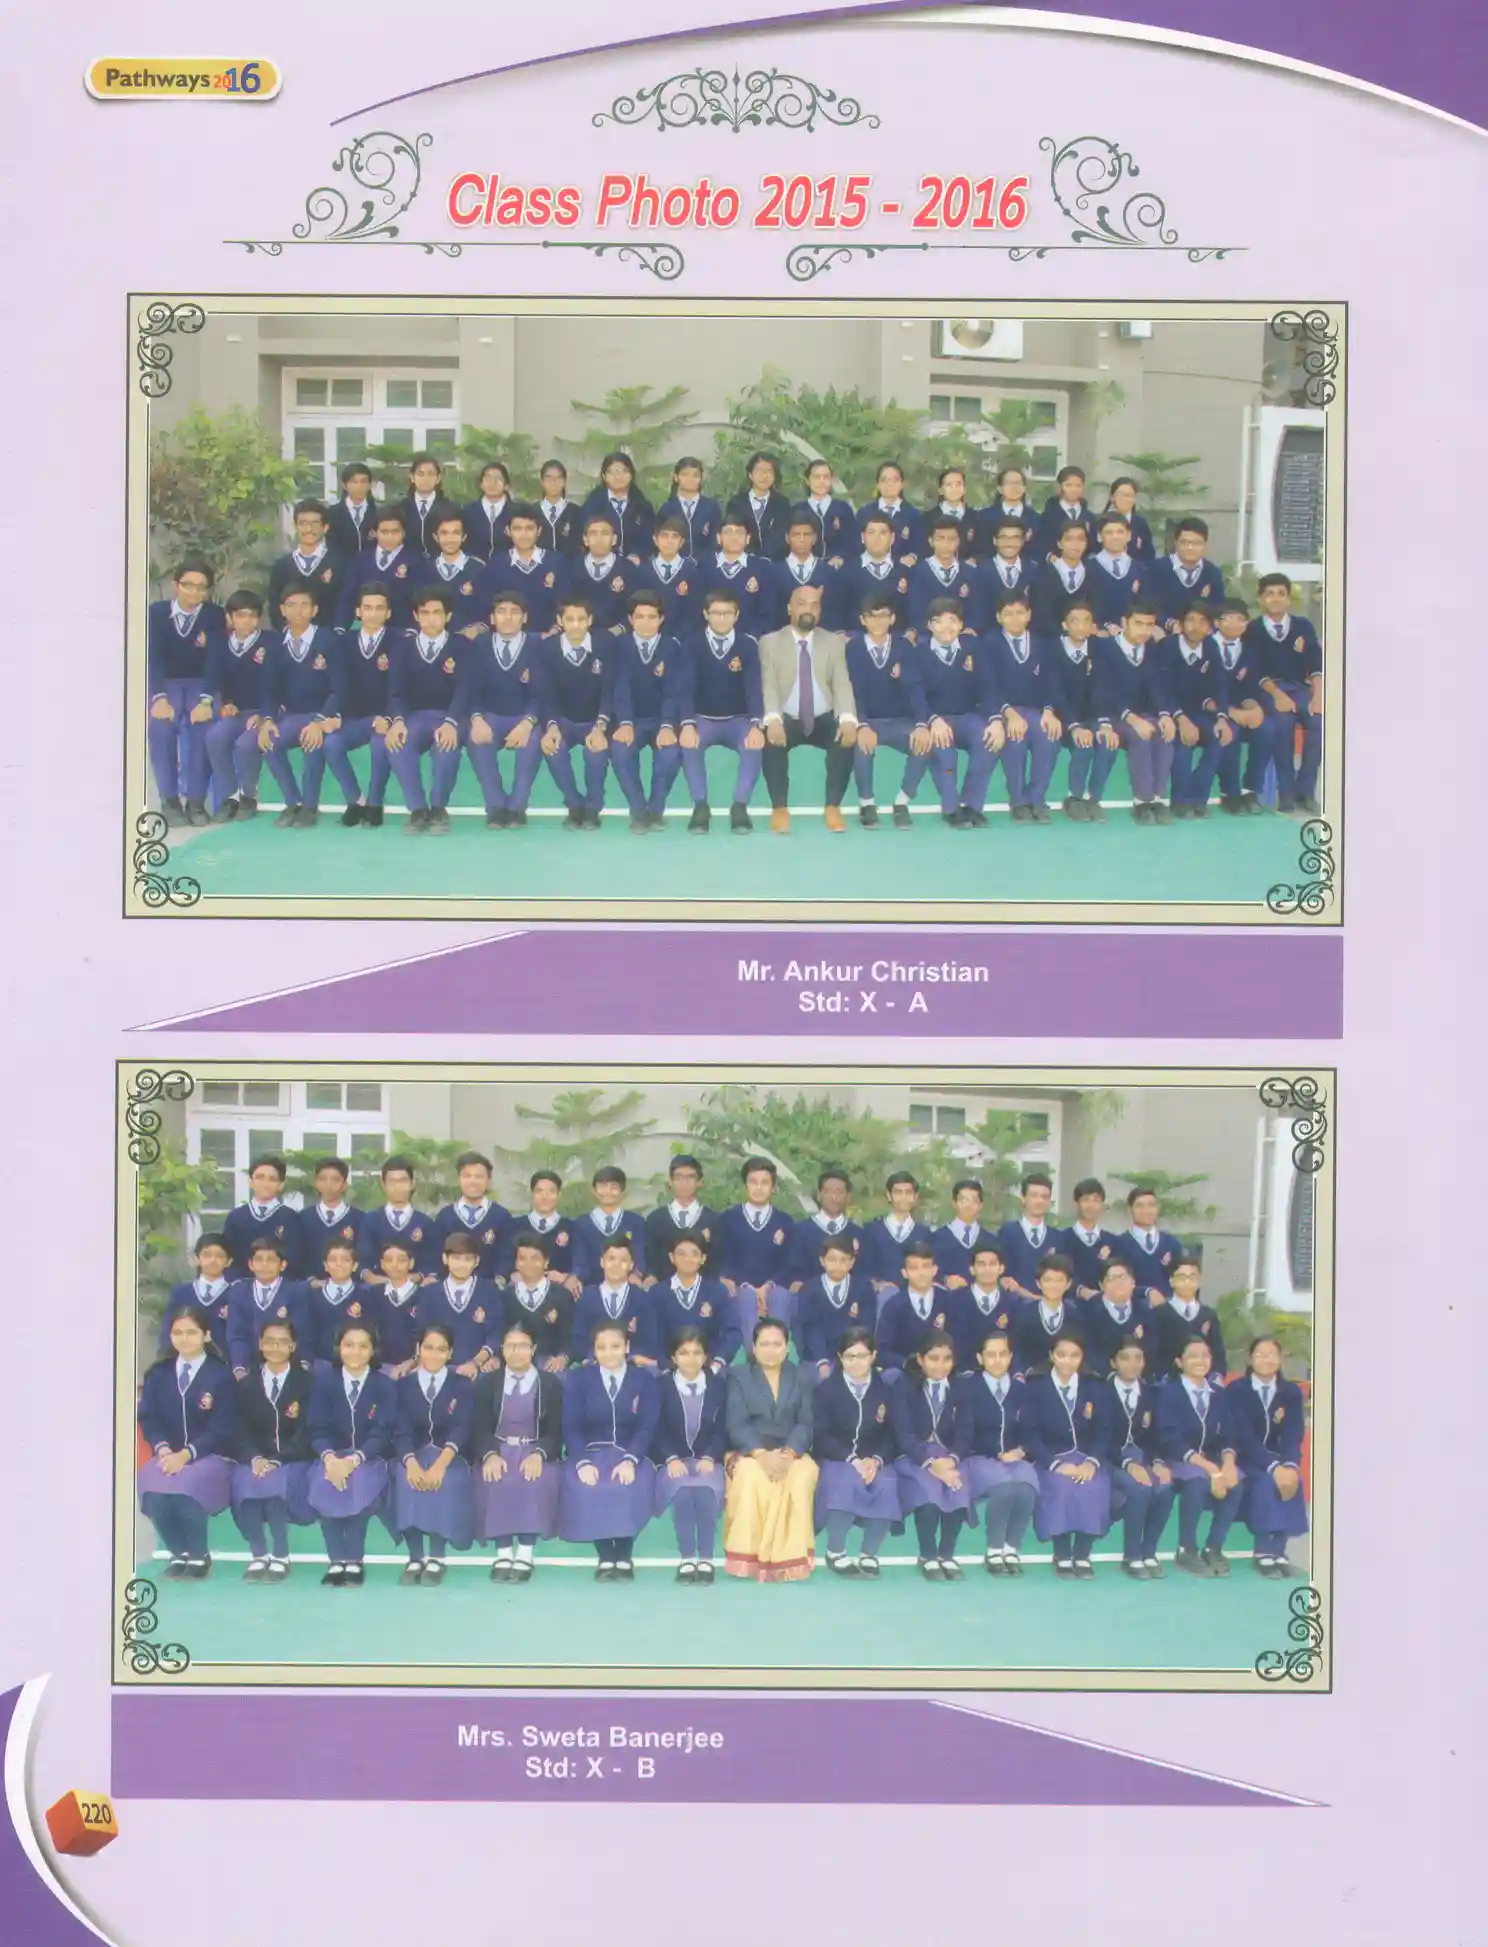 Pathways 2016
Class Photo 2015 - 2016
Mr. Ankur Christian
Std: X - A
Mrs. Sweta Banerjee
Std: X - B
220